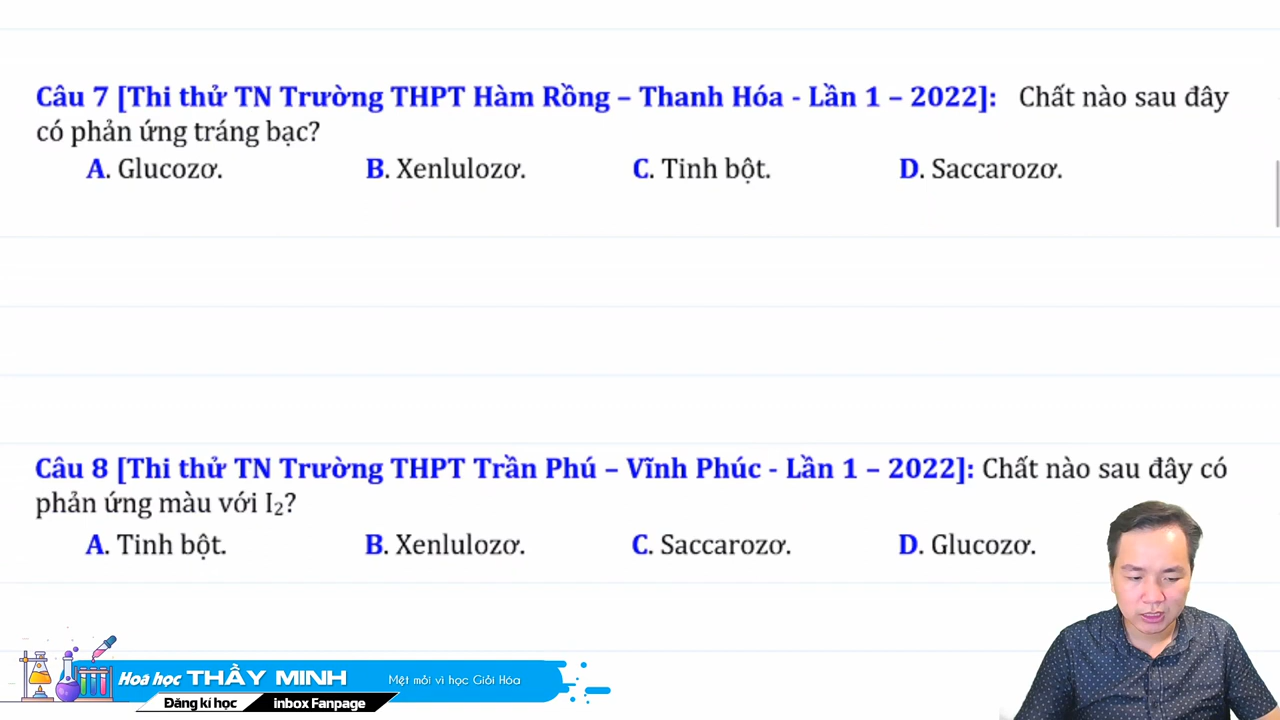 Câu 7 [Thi thử TN Trường THPT Hàm Rồng – Thanh Hóa - Lần 1 – 2022]: Chất nào sau đây
có phản ứng tráng bạc?
A. Glucozơ. B. Xenlulozơ. C. Tinh bột. D. Saccarozơ.
Câu 8 [Thi thử TN Trường THPT Trần Phú – Vĩnh Phúc - Lần 1 – 2022]: Chất nào sau đây có
phản ứng màu với I₂?
A. Tinh bột. B. Xenlulozơ. C. Saccarozơ. D. Glucozơ.
Hoá học THẦY MINH Mệt mỏi vì học Giỏi Hóa
Đăng kí học inbox Fanpage